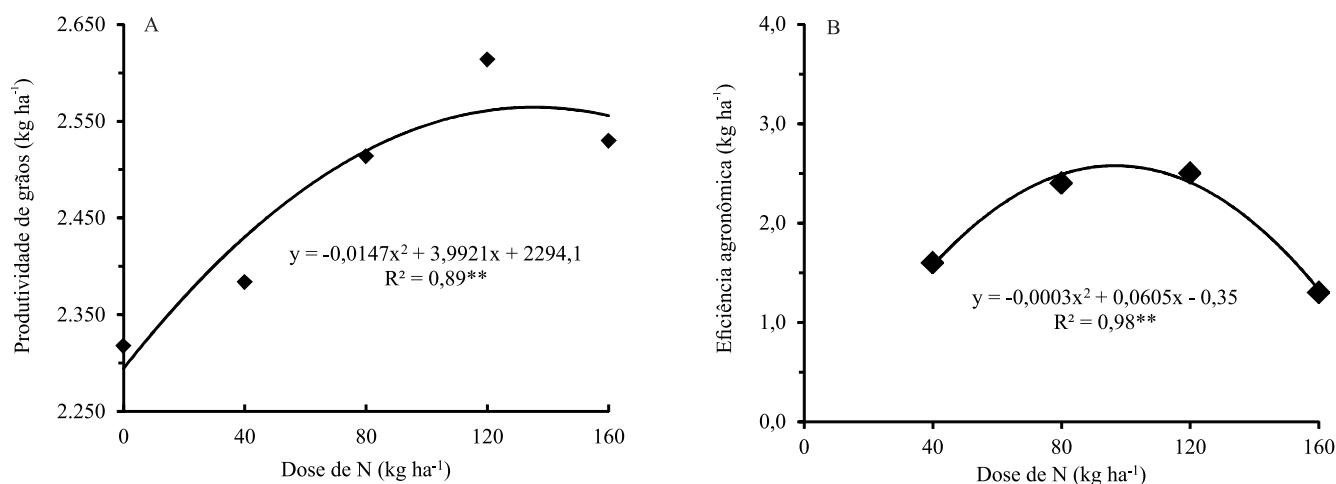 A
Produtividade de grãos (kg ha⁻¹)
2.650
2.550
2.450
2.350
2.250
y = -0,0147x² + 3,9921x + 2294,1
R² = 0,89**
0
40
80
120
160
Dose de N (kg ha⁻¹)
B
Eficiência agronômica (kg ha⁻¹)
4,0
3,0
2,0
1,0
0,0
y = -0,0003x² + 0,0605x - 0,35
R² = 0,98**
0
40
80
120
160
Dose de N (kg ha⁻¹)